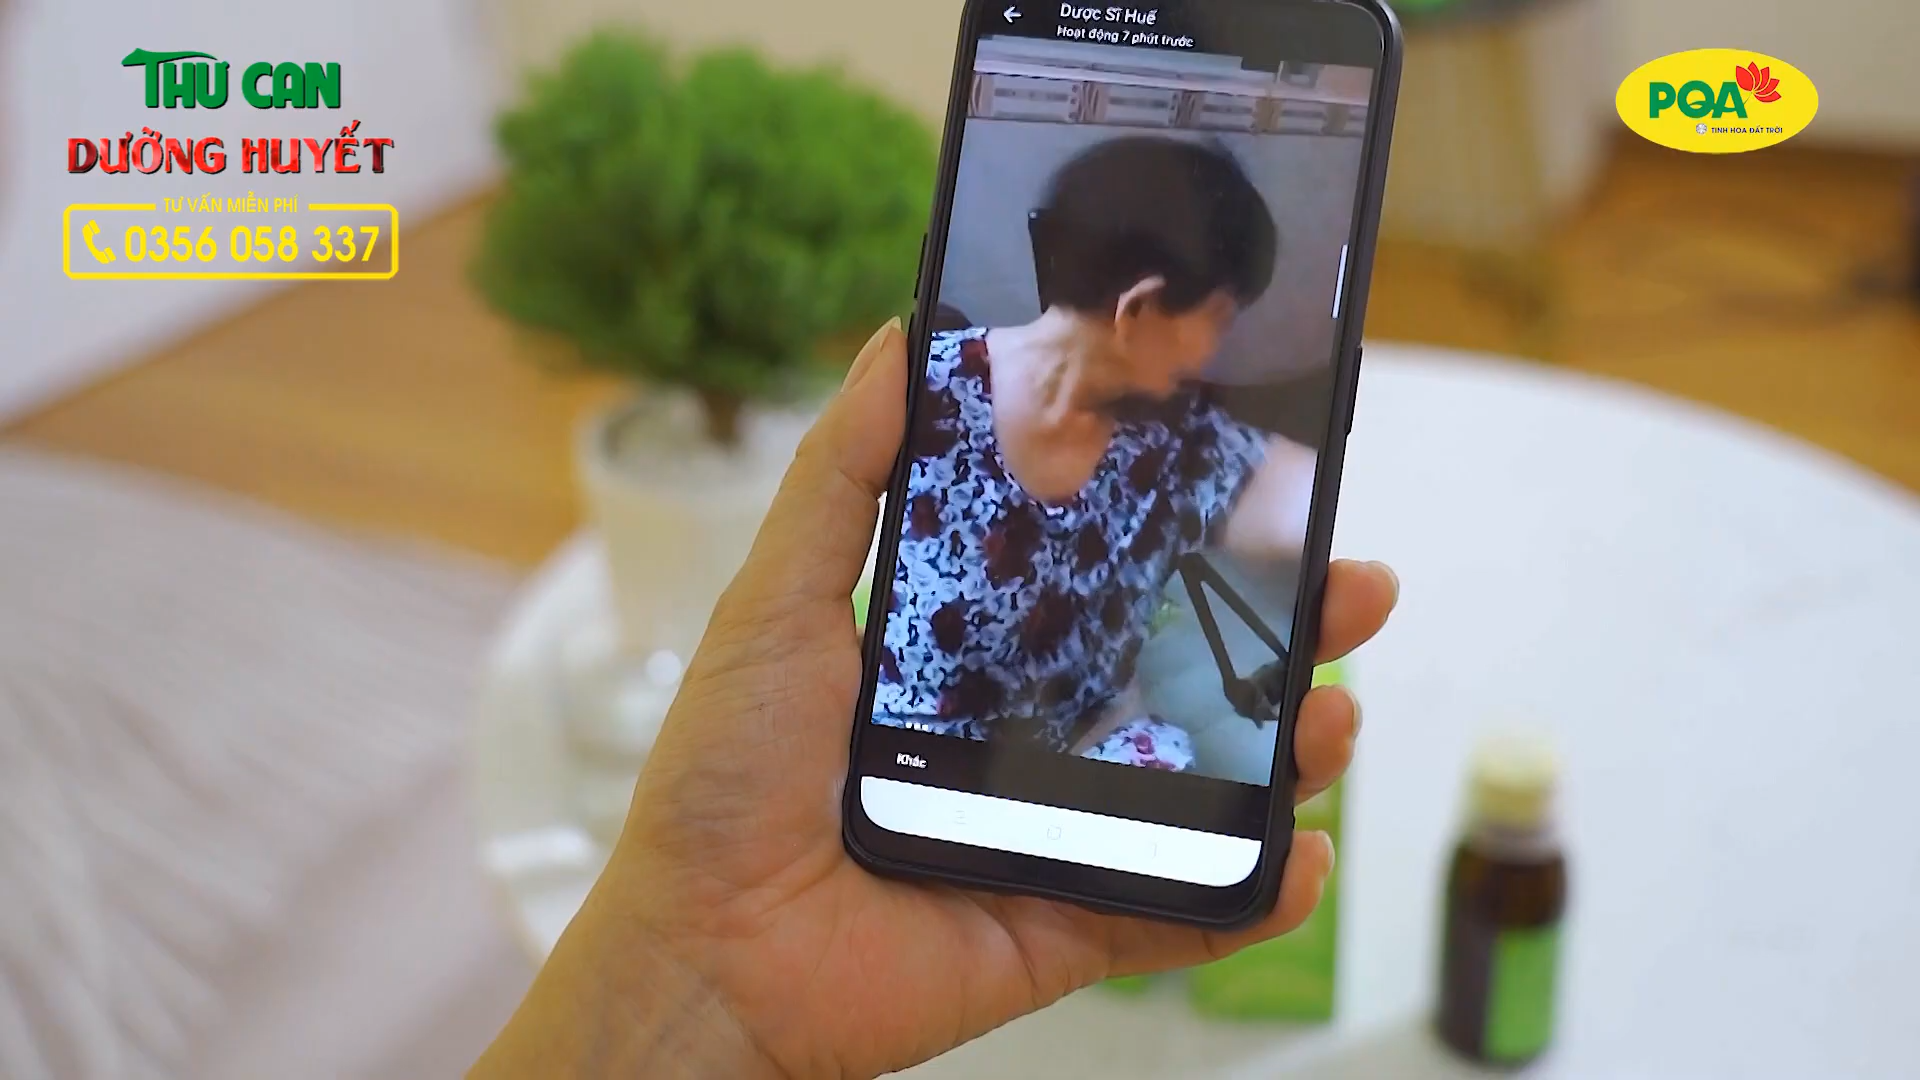 THƯ CAN
DƯỠNG HUYẾT
TƯ VẤN MIỄN PHÍ
0356 058 337
Dược Sĩ Huế
Hoạt động 7 phút trước
Khác
PQA
TINH HOA ĐẤT TRỜI